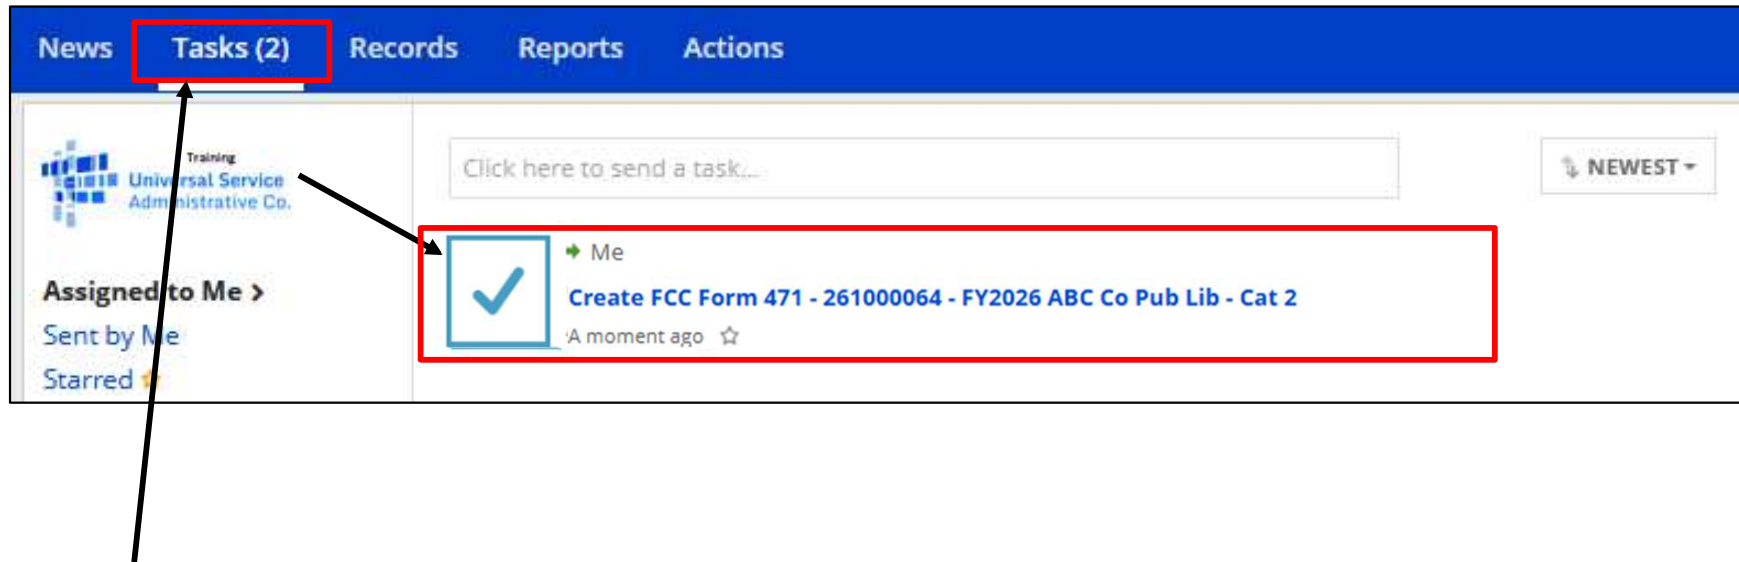 News Tasks (2) Records Reports Actions
Training
Universal Service
Administrative Co.
Click here to send a task...
NEWEST
Me
Assigned to Me >
Create FCC Form 471 - 261000064 - FY2026 ABC Co Pub Lib - Cat 2
Sent by Me
A moment ago
Starred